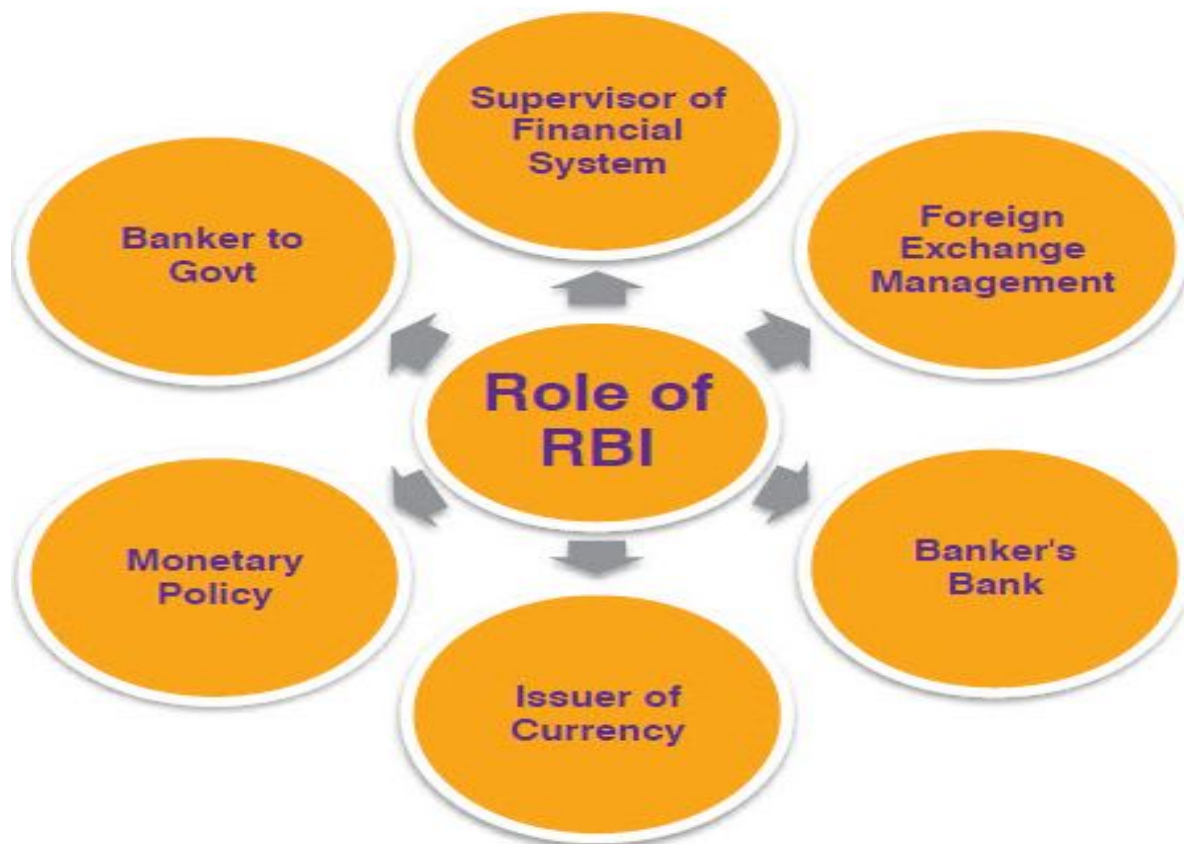 Supervisor of
Financial
System
Foreign
Exchange
Management
Banker's
Bank
Issuer of
Currency
Monetary
Policy
Banker to
Govt
Role of
RBI